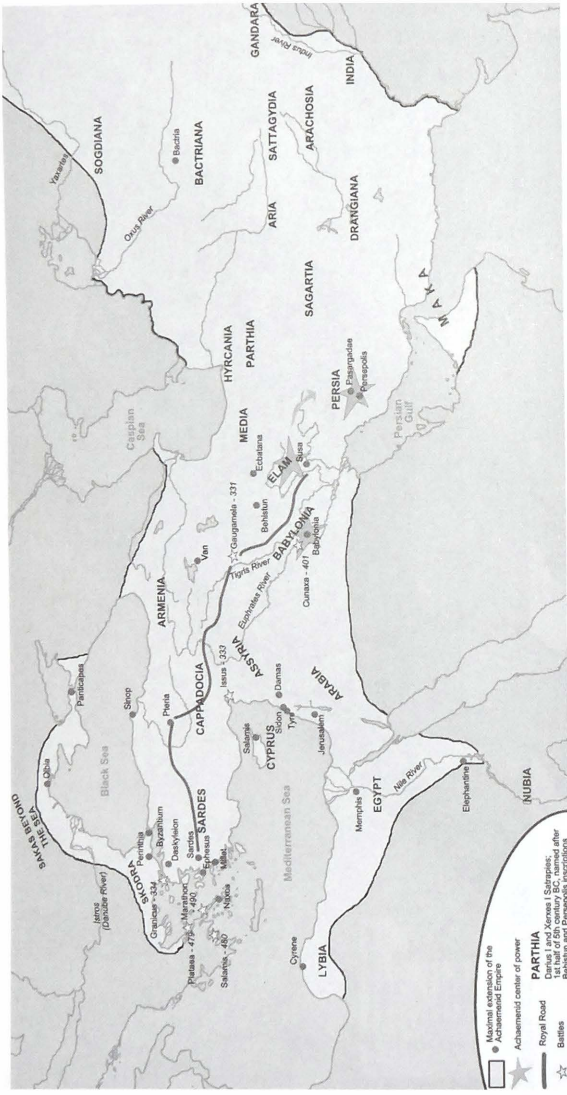 SAKAS BEYOND
THE SEA
Olbia
Panticapes
Istros
(Danube River)
Black Sea
Sinop
SKODRA
Perinthia
Byzantium
Granicus - 334
Daskyleion
Marathon
- 490
Plataea - 479
Salamis - 480
Sardes
SARDES
Ephesus
Milet
Naxos
Pteria
CAPPADOCIA
ARMENIA
Van
Caspian
Sea
Yaxartes
SOGDIANA
Oxus River
Bactria
BACTRIANA
GANDARA
Indus River
INDIA
SATTAGYDIA
ARACHOSIA
ARIA
DRANGIANA
HYRCANIA
PARTHIA
SAGARTIA
MEDIA
Ecbatana
Behistun
Gaugamela - 331
Tigris River
Euphrates River
Issus - 333
ASSYRIA
ELAM
Susa
BABYLONIA
Babylonia
Cunaxa - 401
PERSIA
Pasargadae
Persepolis
Persian
Gulf
MAKA
Mediterranean Sea
Salamis
CYPRUS
Sidon
Damas
Tyra
Jerusalem
ARABIA
Cyrene
LYBIA
Memphis
EGYPT
Nile River
Elephantine
NUBIA
Maximal extension of the
Achaemenid Empire
Achaemenid center of power
PARTHIA
Darius I and Xerxes I Satrapies;
1st half of 5th century BC, named after
Behistun and Persepolis inscriptions
Royal Road
Battles